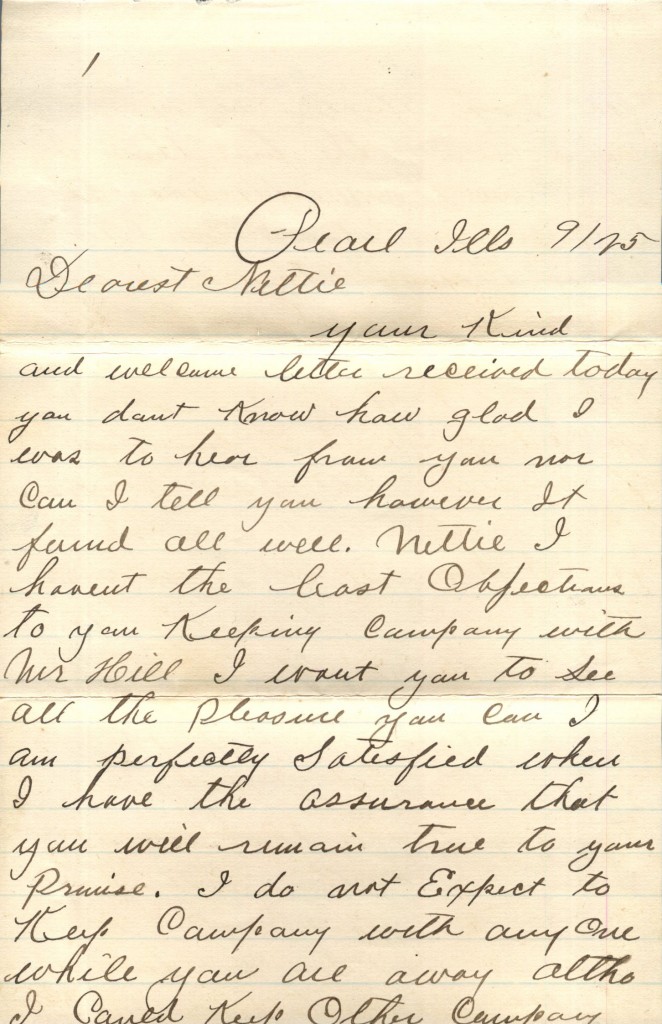 Pearl Ills 9/25
Dearest Nettie
your Kind
and welcome letter received today
you dont Know how glad I
was to hear from you nor
Can I tell you however It
found all well. Nettie I
havent the least Objections
to you Keeping Company with
Mr Hill I want you to See
all the pleasure you can I
am perfectly Satisfied when
I have the assurance that
you will remain true to your
Promise. I do not Expect to
Keep Company with any One
while you are away altho
I Could Keep Other Company